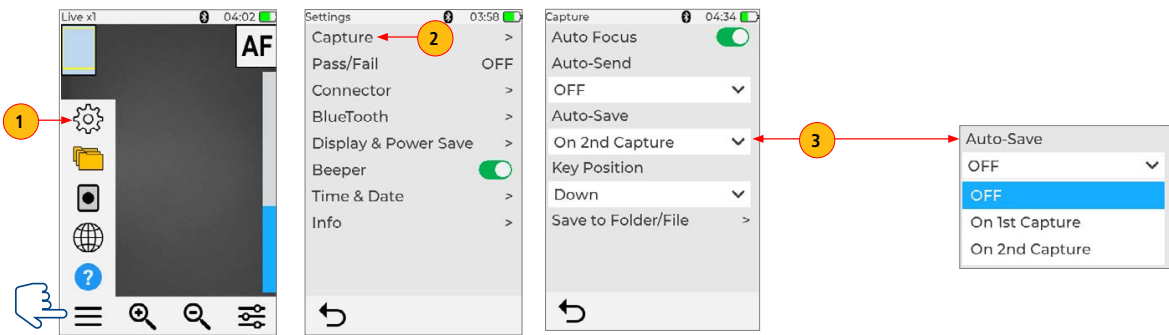 Live x1 04:02
AF
1
?
Settings 03:58
Capture >
2
Pass/Fail OFF
Connector >
BlueTooth >
Display & Power Save >
Beeper
Time & Date >
Info >
Capture 04:34
Auto Focus
Auto-Send
OFF
Auto-Save
On 2nd Capture
Key Position
Down
Save to Folder/File >
3
Auto-Save
OFF
OFF
On 1st Capture
On 2nd Capture